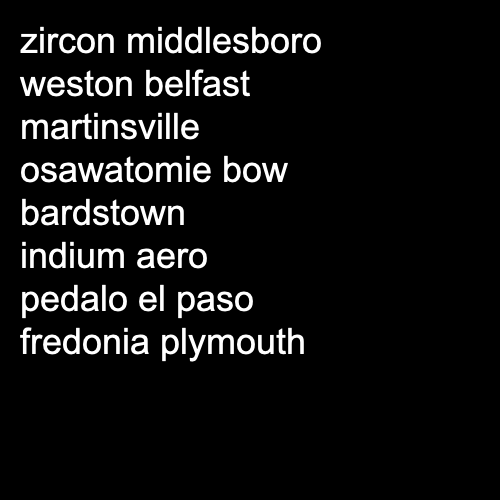 zircon middlesboro
weston belfast
martinsville
osawatomie bow
bardstown
indium aero
pedalo el paso
fredonia plymouth